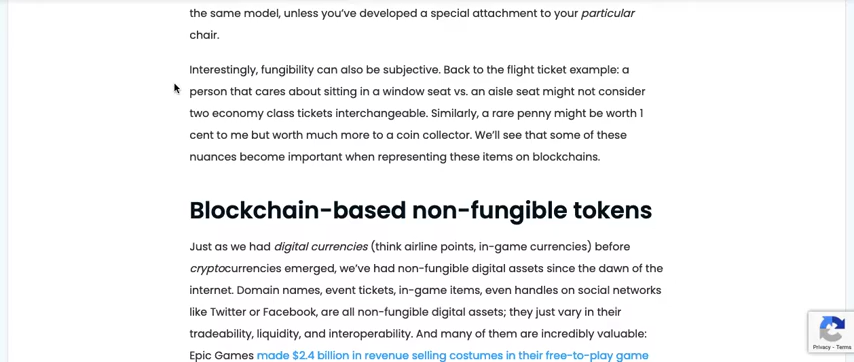 the same model, unless you’ve developed a special attachment to your particular
chair.
Interestingly, fungibility can also be subjective. Back to the flight ticket example: a
person that cares about sitting in a window seat vs. an aisle seat might not consider
two economy class tickets interchangeable. Similarly, a rare penny might be worth 1
cent to me but worth much more to a coin collector. We’ll see that some of these
nuances become important when representing these items on blockchains.
Blockchain-based non-fungible tokens
Just as we had digital currencies (think airline points, in-game currencies) before
cryptocurrencies emerged, we’ve had non-fungible digital assets since the dawn of the
internet. Domain names, event tickets, in-game items, even handles on social networks
like Twitter or Facebook, are all non-fungible digital assets; they just vary in their
tradeability, liquidity, and interoperability. And many of them are incredibly valuable:
Epic Games made $2.4 billion in revenue selling costumes in their free-to-play game
Privacy - Terms